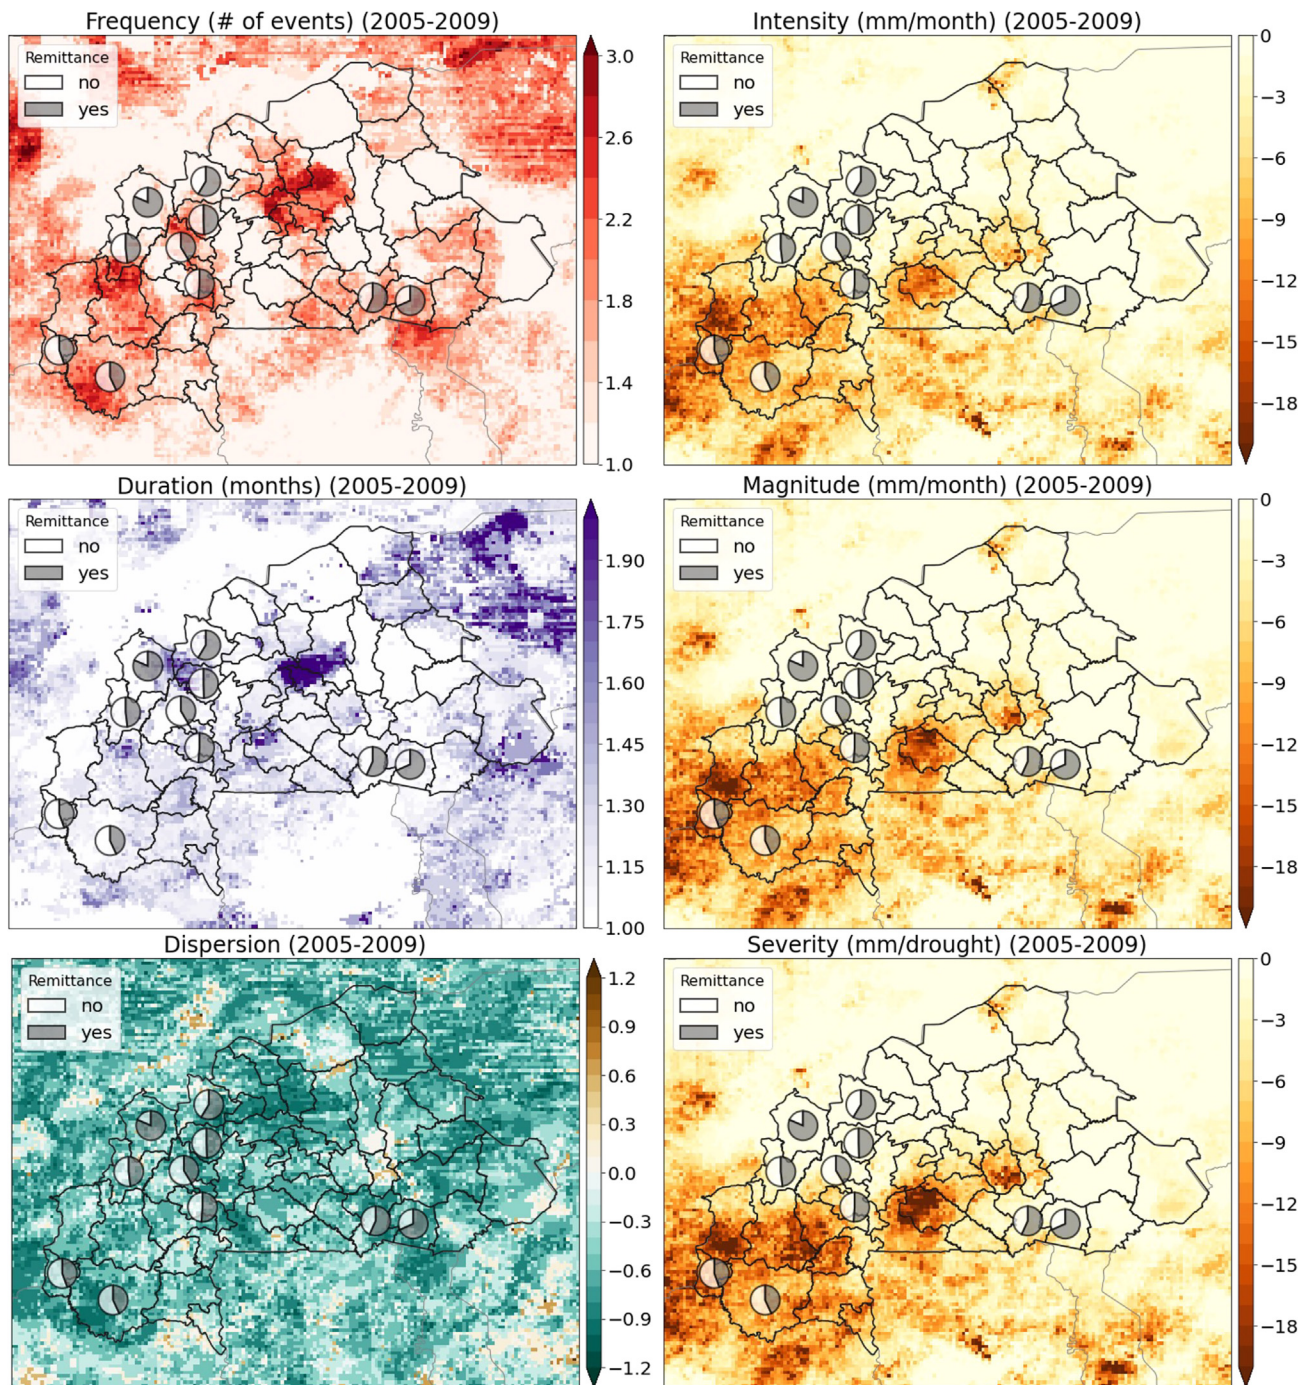 Frequency (# of events) (2005-2009)
Remittance
no
yes
3.0
2.6
2.2
1.8
1.4
1.0
Intensity (mm/month) (2005-2009)
Remittance
no
yes
0
−3
−6
−9
−12
−15
−18
Duration (months) (2005-2009)
Remittance
no
yes
1.90
1.75
1.60
1.45
1.30
1.15
1.00
Magnitude (mm/month) (2005-2009)
Remittance
no
yes
0
−3
−6
−9
−12
−15
−18
Dispersion (2005-2009)
Remittance
no
yes
1.2
0.9
0.6
0.3
0.0
−0.3
−0.6
−0.9
−1.2
Severity (mm/drought) (2005-2009)
Remittance
no
yes
0
−3
−6
−9
−12
−15
−18